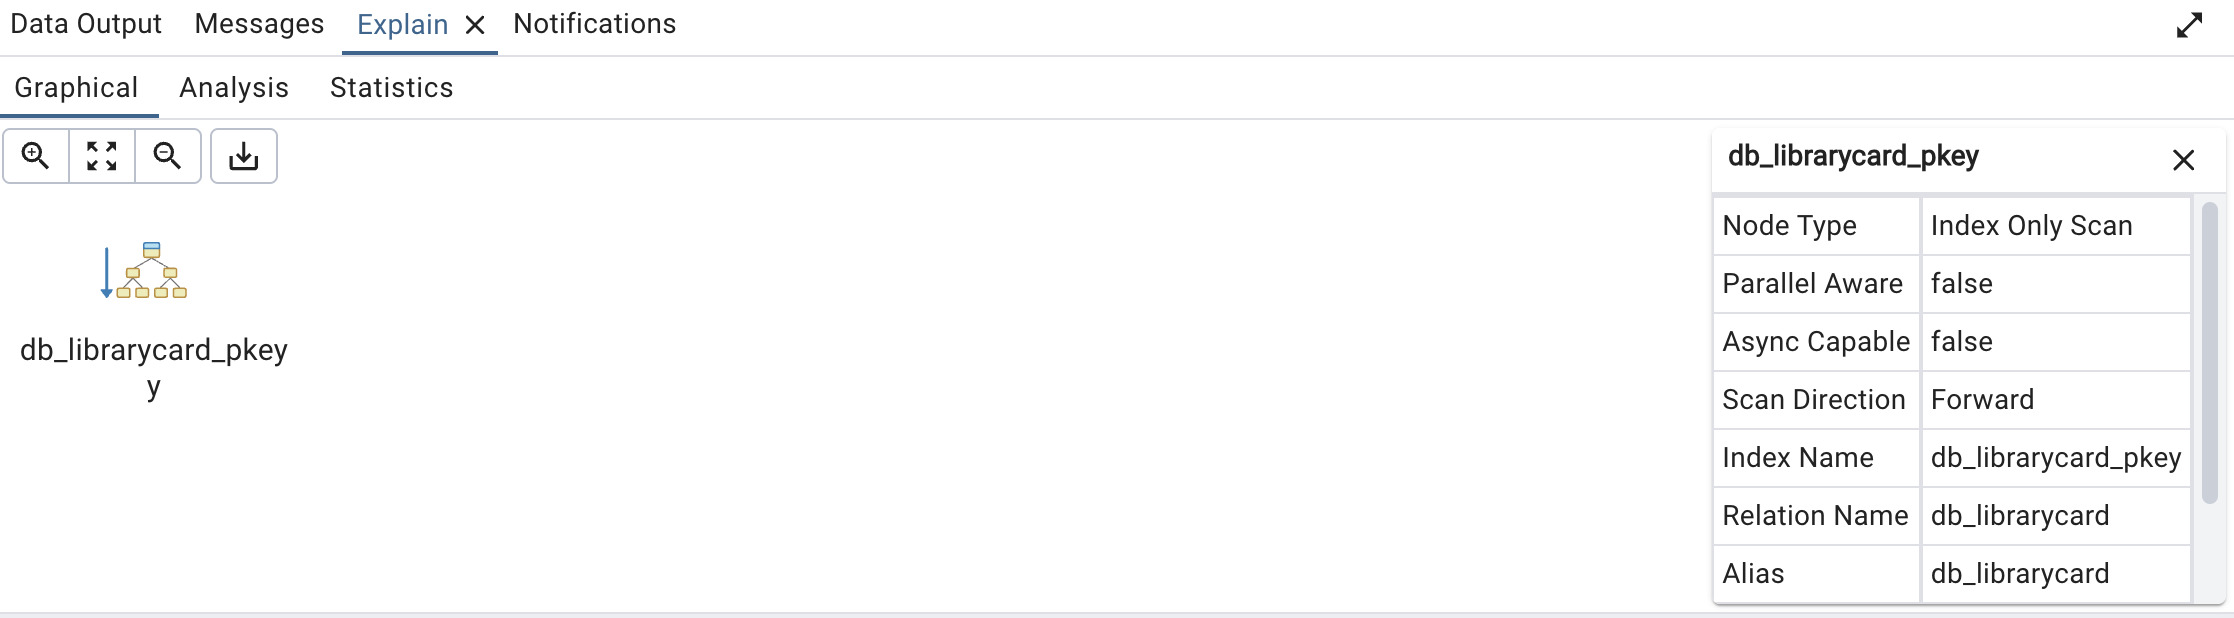 Data Output Messages Explain Notifications
Graphical Analysis Statistics
db_librarycard_pkey
y
db_librarycard_pkey
Node Type Index Only Scan
Parallel Aware false
Async Capable false
Scan Direction Forward
Index Name db_librarycard_pkey
Relation Name db_librarycard
Alias db_librarycard